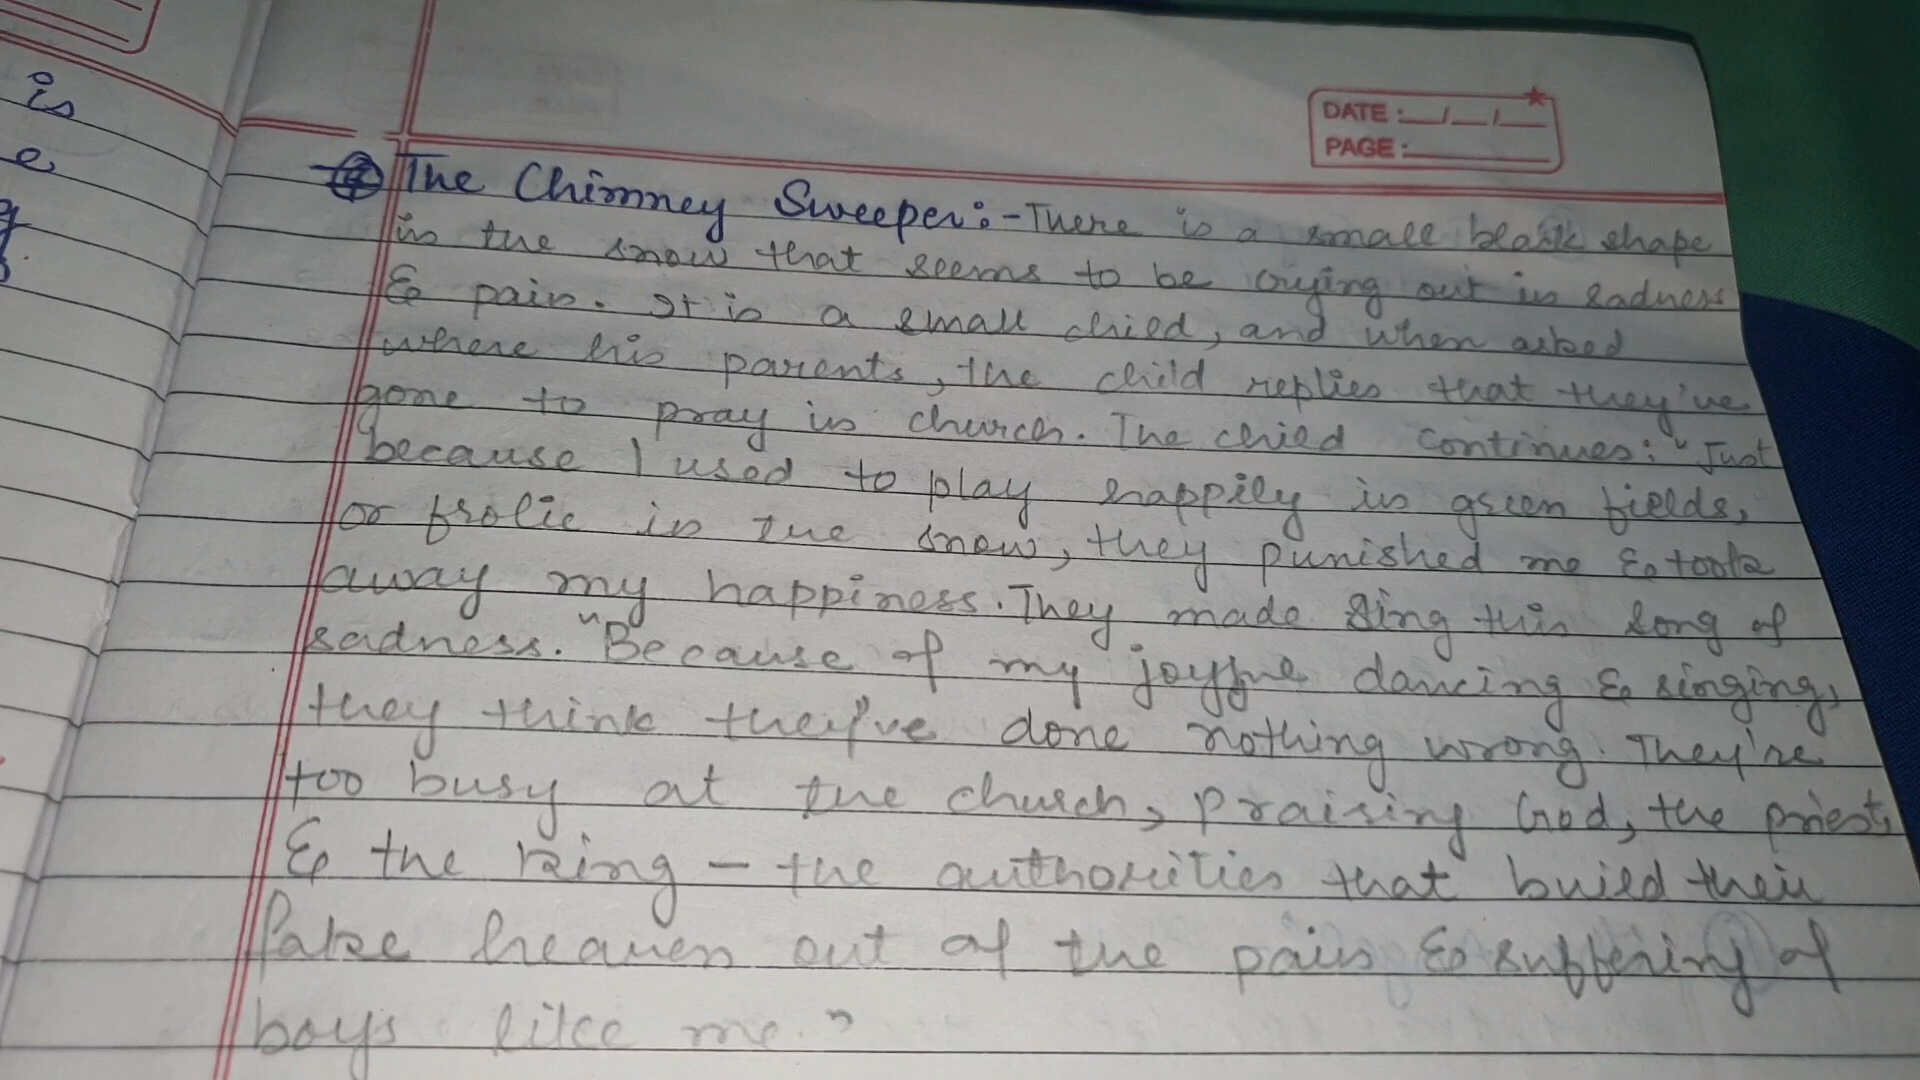 is
e
DATE: __/__/__
PAGE: ______
The Chimney Sweeper:- There is a small black shape
in the snow that seems to be crying out in sadness
& pain. It is a small child, and when asked
where his parents, the child replies that they've
gone to pray in church. The child continues: "Just
because I used to play happily in green fields,
or frolic in the snow, they punished me & took
away my happiness. They made sing this song of
sadness. "Because of my joyful dancing & singing,
they think they've done nothing wrong. They're
too busy at the church, praising God, the priest,
& the king - the authorities that build their
fake heaven out of the pain & suffering of
boys like me."